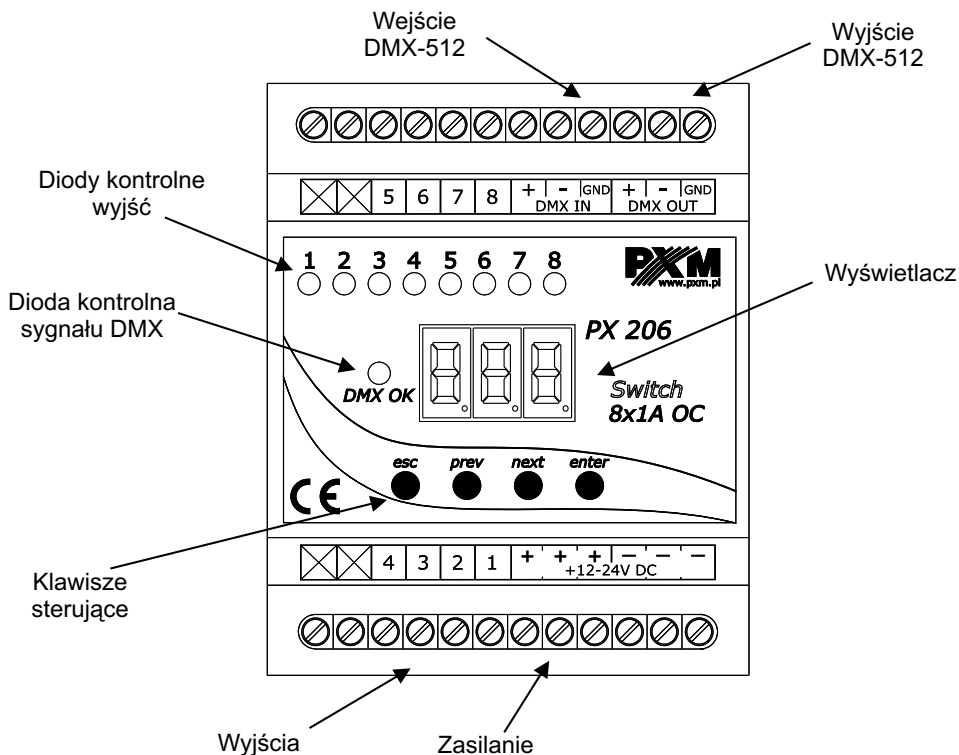 Wejście
DMX-512
Wyjście
DMX-512
5 6 7 8 + - GND + - GND
DMX IN DMX OUT
Diody kontrolne
wyjść
1 2 3 4 5 6 7 8
PXM
www.pxm.pl
Wyświetlacz
Dioda kontrolna
sygnału DMX
PX 206
DMX OK
Switch
8x1A OC
esc prev next enter
CE
4 3 2 1 + + + - - -
+12-24V DC
Klawisze
sterujące
Wyjścia
Zasilanie